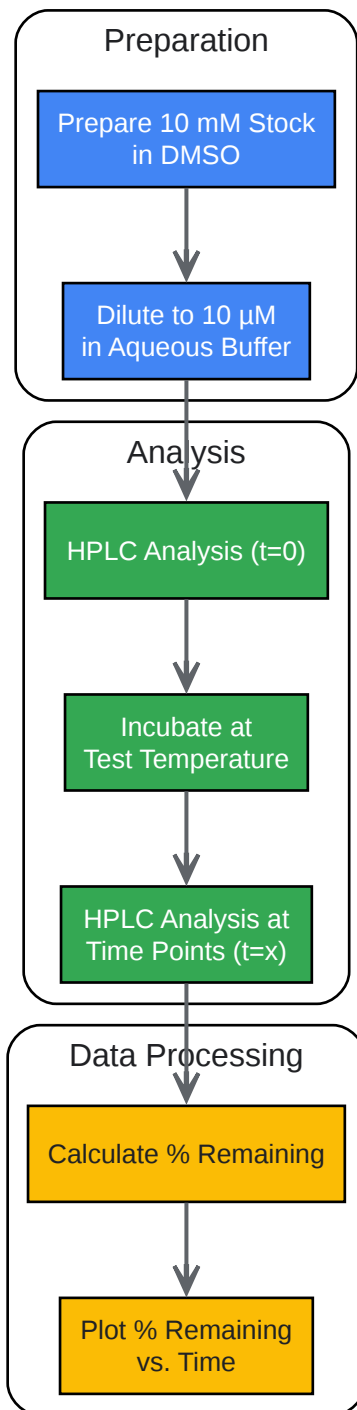 Preparation
Prepare 10 mM Stock
in DMSO
Dilute to 10 µM
in Aqueous Buffer
Analysis
HPLC Analysis (t=0)
Incubate at
Test Temperature
HPLC Analysis at
Time Points (t=x)
Data Processing
Calculate % Remaining
Plot % Remaining
vs. Time